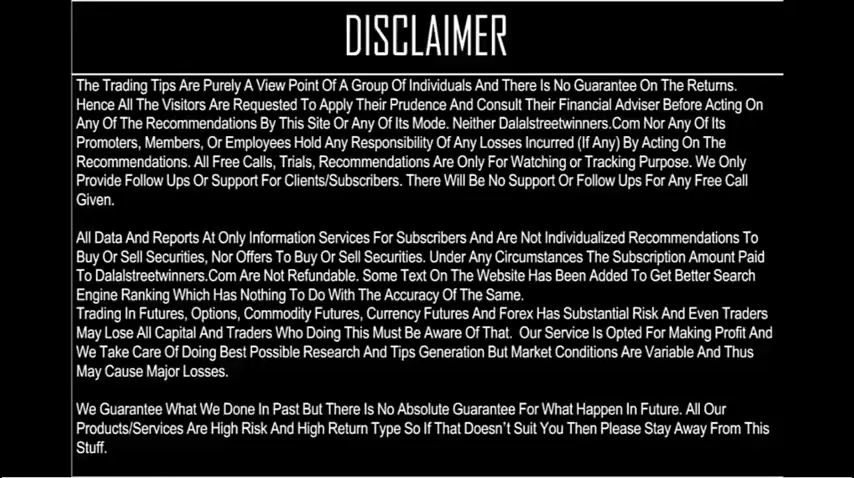 DISCLAIMER
The Trading Tips Are Purely A View Point Of A Group Of Individuals And There Is No Guarantee On The Returns.
Hence All The Visitors Are Requested To Apply Their Prudence And Consult Their Financial Adviser Before Acting On
Any Of The Recommendations By This Site Or Any Of Its Mode. Neither Dalalstreetwinners.Com Nor Any Of Its
Promoters, Members, Or Employees Hold Any Responsibility Of Any Losses Incurred (If Any) By Acting On The
Recommendations. All Free Calls, Trials, Recommendations Are Only For Watching or Tracking Purpose. We Only
Provide Follow Ups Or Support For Clients/Subscribers. There Will Be No Support Or Follow Ups For Any Free Call
Given.
All Data And Reports At Only Information Services For Subscribers And Are Not Individualized Recommendations To
Buy Or Sell Securities, Nor Offers To Buy Or Sell Securities. Under Any Circumstances The Subscription Amount Paid
To Dalalstreetwinners.Com Are Not Refundable. Some Text On The Website Has Been Added To Get Better Search
Engine Ranking Which Has Nothing To Do With The Accuracy Of The Same.
Trading In Futures, Options, Commodity Futures, Currency Futures And Forex Has Substantial Risk And Even Traders
May Lose All Capital And Traders Who Doing This Must Be Aware Of That. Our Service Is Opted For Making Profit And
We Take Care Of Doing Best Possible Research And Tips Generation But Market Conditions Are Variable And Thus
May Cause Major Losses.
We Guarantee What We Done In Past But There Is No Absolute Guarantee For What Happen In Future. All Our
Products/Services Are High Risk And High Return Type So If That Doesn't Suit You Then Please Stay Away From This
Stuff.